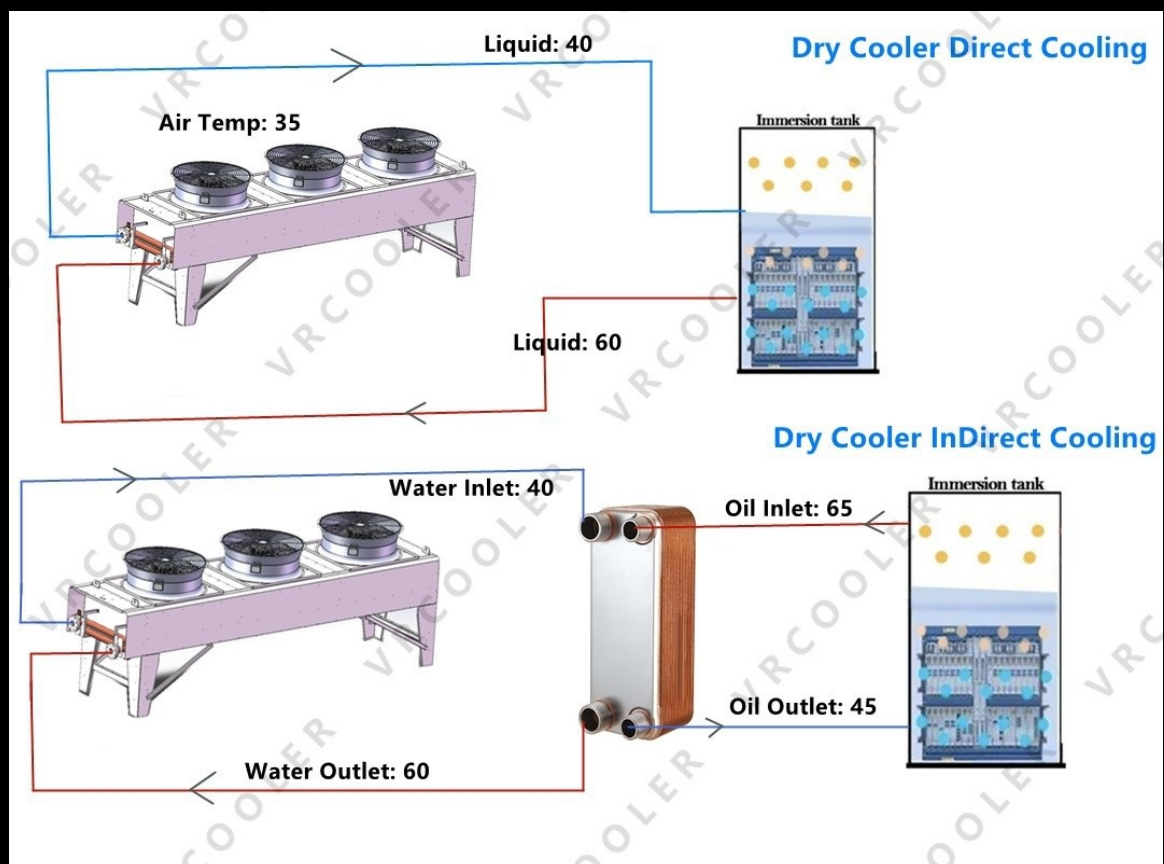 Liquid: 40
Dry Cooler Direct Cooling
Air Temp: 35
Immersion tank
Liquid: 60
Dry Cooler InDirect Cooling
Water Inlet: 40
Immersion tank
Oil Inlet: 65
Oil Outlet: 45
Water Outlet: 60
VRCOOLER